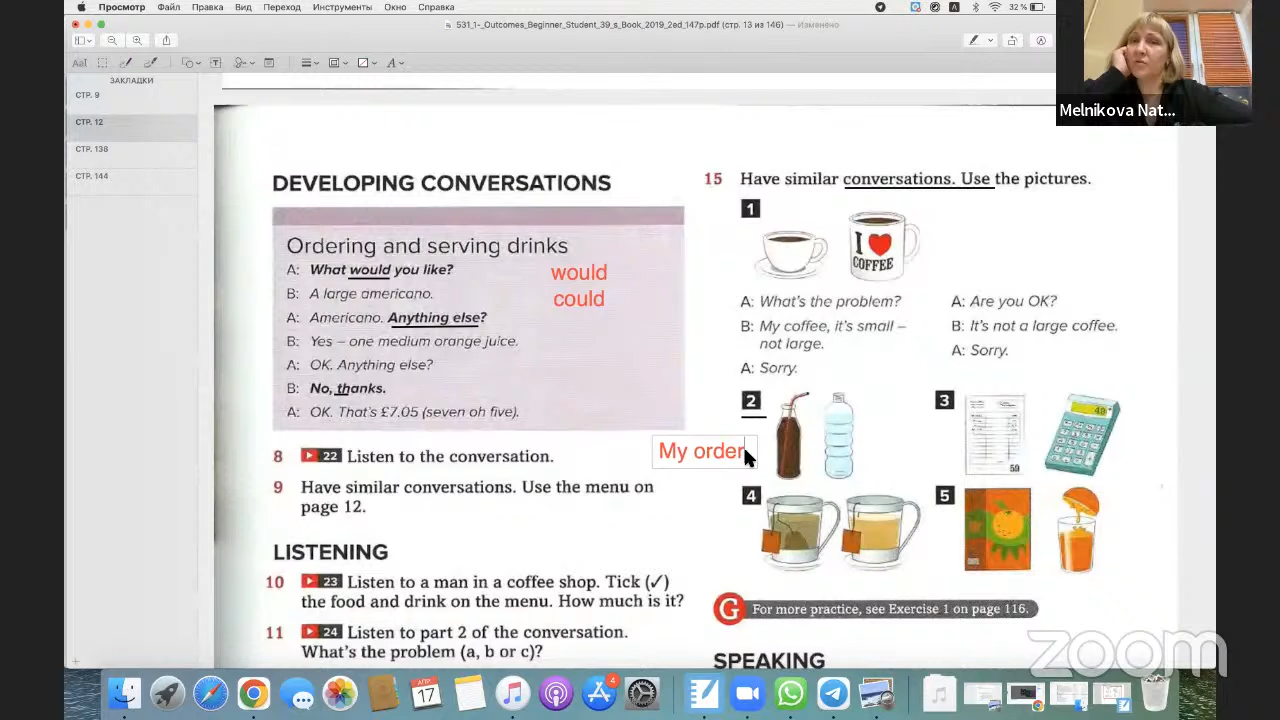 Просмотр Файл Правка Вид Переход Инструменты Окно Справка
32 %
531_1-_Outcomes_Beginner_Student_39_s_Book_2019_2ed_147p.pdf (стр. 13 из 146) — Изменено
ЗАКЛАДКИ
СТР. 9
СТР. 12
СТР. 138
СТР. 144
Melnikova Nat...
DEVELOPING CONVERSATIONS
Ordering and serving drinks
A: What would you like?
B: A large americano.
A: Americano. Anything else?
B: Yes – one medium orange juice.
A: OK. Anything else?
B: No, thanks.
A: OK. That's £7.05 (seven oh five).
would
could
8 22 Listen to the conversation.
9 Have similar conversations. Use the menu on
page 12.
LISTENING
10 23 Listen to a man in a coffee shop. Tick (✓)
the food and drink on the menu. How much is it?
11 24 Listen to part 2 of the conversation.
What's the problem (a, b or c)?
My order
15 Have similar conversations. Use the pictures.
1
I ❤ COFFEE
A: What's the problem?
B: My coffee, it's small –
not large.
A: Sorry.
A: Are you OK?
B: It's not a large coffee.
A: Sorry.
2
3
59
49
4
5
G For more practice, see Exercise 1 on page 116.
SPEAKING
zoom
АПР
17
4